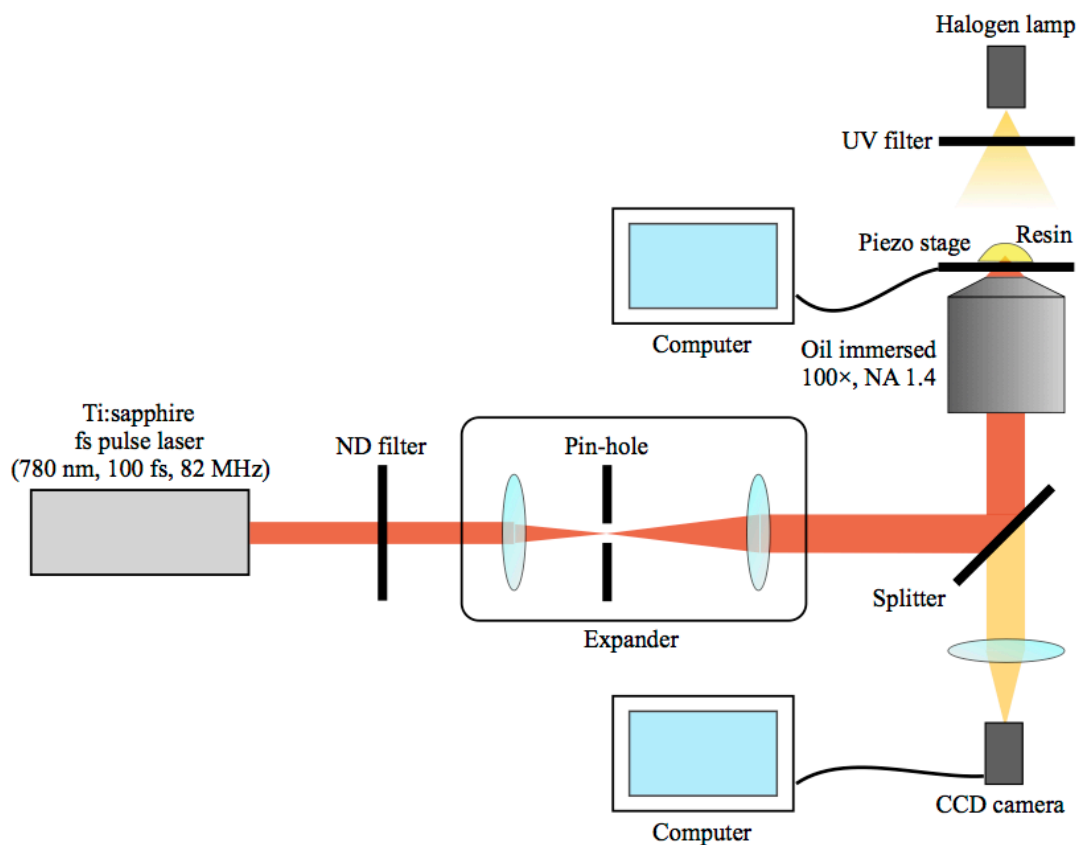 Halogen lamp
UV filter
Piezo stage
Resin
Computer
Oil immersed
100×, NA 1.4
Ti:sapphire
fs pulse laser
(780 nm, 100 fs, 82 MHz)
ND filter
Pin-hole
Splitter
Expander
Computer
CCD camera